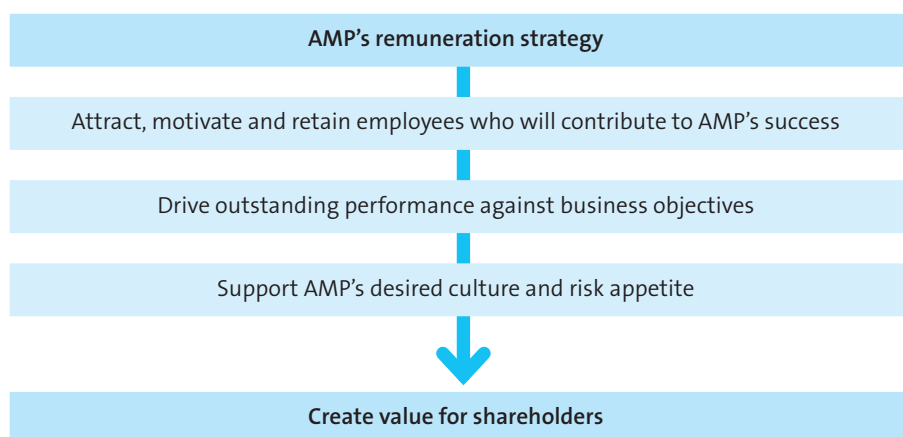 AMP’s remuneration strategy
Attract, motivate and retain employees who will contribute to AMP’s success
Drive outstanding performance against business objectives
Support AMP’s desired culture and risk appetite
Create value for shareholders